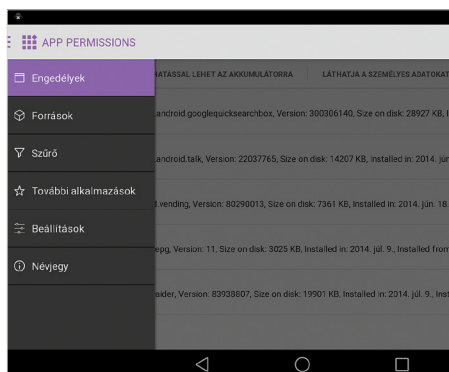 APP PERMISSIONS
Engedélyek
Források
Szűrő
További alkalmazások
Beállítások
Névjegy
HATÁSSAL LEHET AZ AKKUMULÁTORRA
LÁTHATJA A SZEMÉLYES ADATOKAT
.android.googlequicksearchbox, Version: 300306140, Size on disk: 28927 KB, I
.android.talk, Version: 22037765, Size on disk: 14207 KB, Installed in: 2014. jún
d.vending, Version: 80290013, Size on disk: 7361 KB, Installed in: 2014. jún. 18
epg, Version: 11, Size on disk: 3025 KB, Installed in: 2014. júl. 9., Installed from
aider, Version: 83938807, Size on disk: 19901 KB, Installed in: 2014. júl. 9., Inst